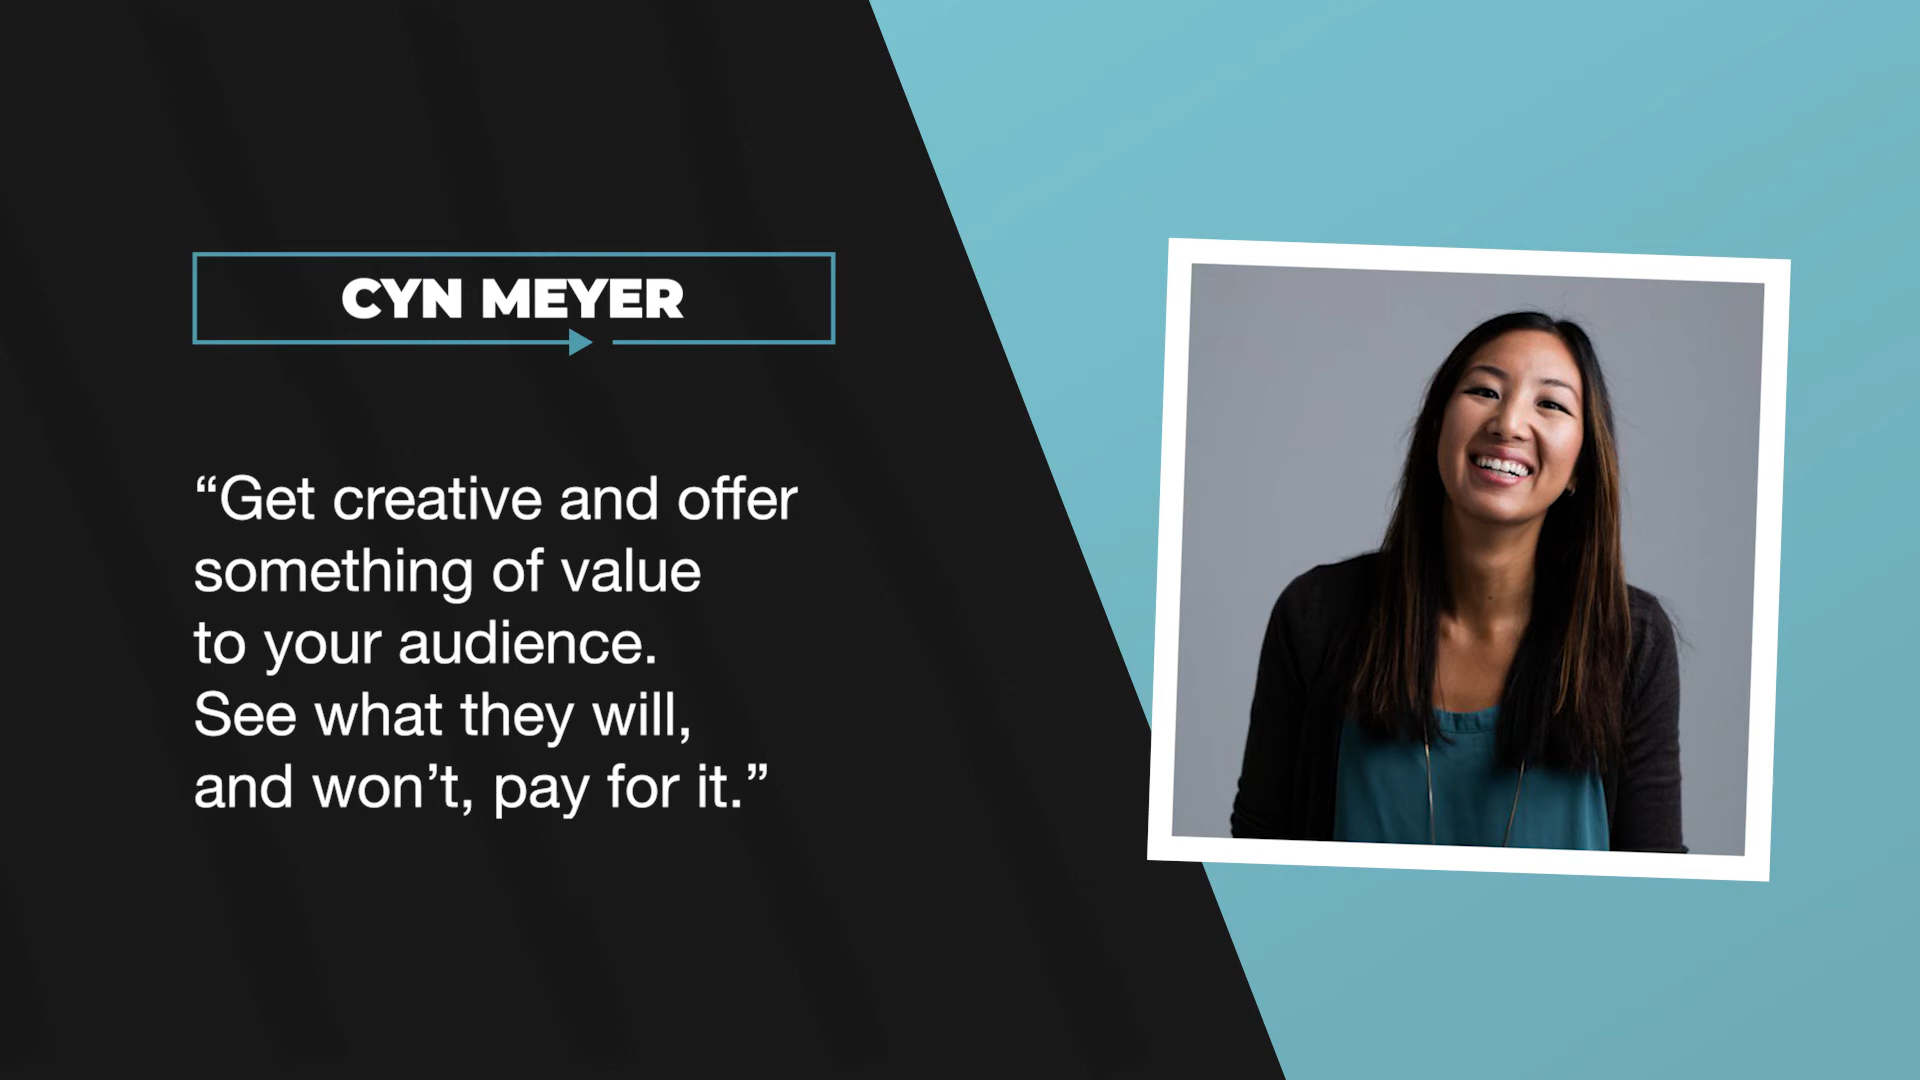 CYN MEYER
“Get creative and offer
something of value
to your audience.
See what they will,
and won’t, pay for it.”